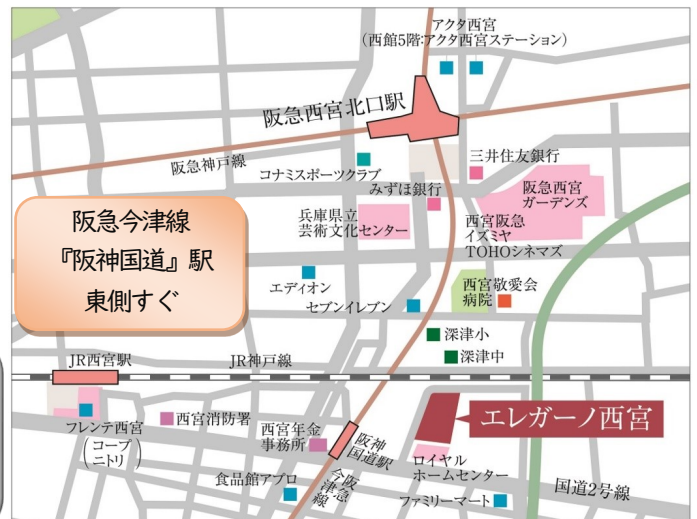 アクタ西宮
(西館5階:アクタ西宮ステーション)
阪急西宮北口駅
阪急神戸線
コナミスポーツクラブ
三井住友銀行
みずほ銀行
阪急西宮
ガーデンズ
兵庫県立
芸術文化センター
西宮阪急
イズミヤ
TOHOシネマズ
阪急今津線
『阪神国道』駅
東側すぐ
エディオン
セブンイレブン
西宮敬愛会
病院
深津小
深津中
JR西宮駅
JR神戸線
フレンテ西宮
(コープ
ニトリ)
西宮消防署
西宮年金
事務所
阪神
国道駅
エレガーノ西宮
ロイヤル
ホームセンター
食品館アプロ
阪急
今津線
ファミリーマート
国道2号線